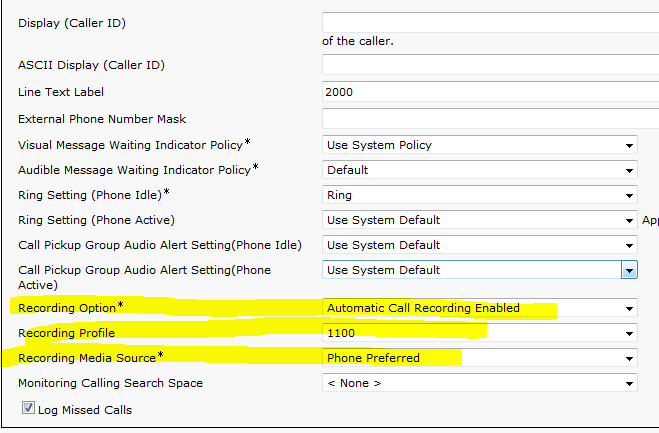 Display (Caller ID)
of the caller.
ASCII Display (Caller ID)
Line Text Label 2000
External Phone Number Mask
Visual Message Waiting Indicator Policy* Use System Policy
Audible Message Waiting Indicator Policy* Default
Ring Setting (Phone Idle)* Ring
Ring Setting (Phone Active) Use System Default
Call Pickup Group Audio Alert Setting(Phone Idle) Use System Default
Call Pickup Group Audio Alert Setting(Phone Use System Default
Active)
Recording Option* Automatic Call Recording Enabled
Recording Profile 1100
Recording Media Source* Phone Preferred
Monitoring Calling Search Space < None >
Log Missed Calls